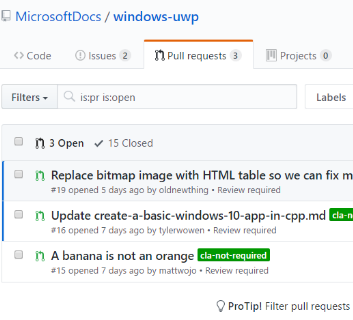 MicrosoftDocs / windows-uwp
Code Issues 2 Pull requests 3 Projects 0
Filters is:pr is:open Labels
3 Open 15 Closed
Replace bitmap image with HTML table so we can fix m
#19 opened 5 days ago by oldnewthing • Review required
Update create-a-basic-windows-10-app-in-cpp.md cla-no
#16 opened 7 days ago by tylerwowen • Review required
A banana is not an orange cla-not-required
#15 opened 7 days ago by mattwojo • Review required
ProTip! Filter pull requests